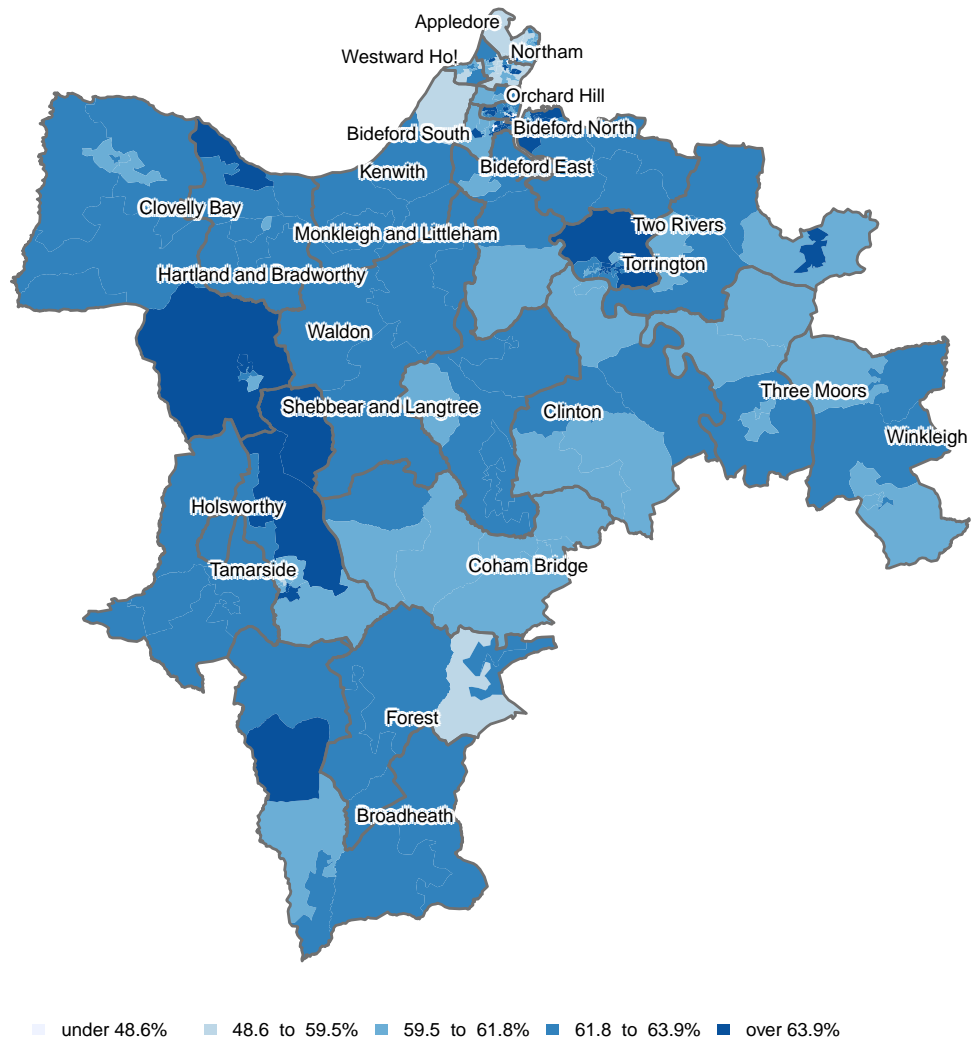 Appledore
Westward Ho!
Northam
Orchard Hill
Bideford South
Bideford North
Kenwith
Bideford East
Clovelly Bay
Two Rivers
Monkleigh and Littleham
Hartland and Bradworthy
Torrington
Waldon
Shebbear and Langtree
Clinton
Three Moors
Winkleigh
Holsworthy
Tamarside
Coham Bridge
Forest
Broadheath
under 48.6% 48.6 to 59.5% 59.5 to 61.8% 61.8 to 63.9% over 63.9%